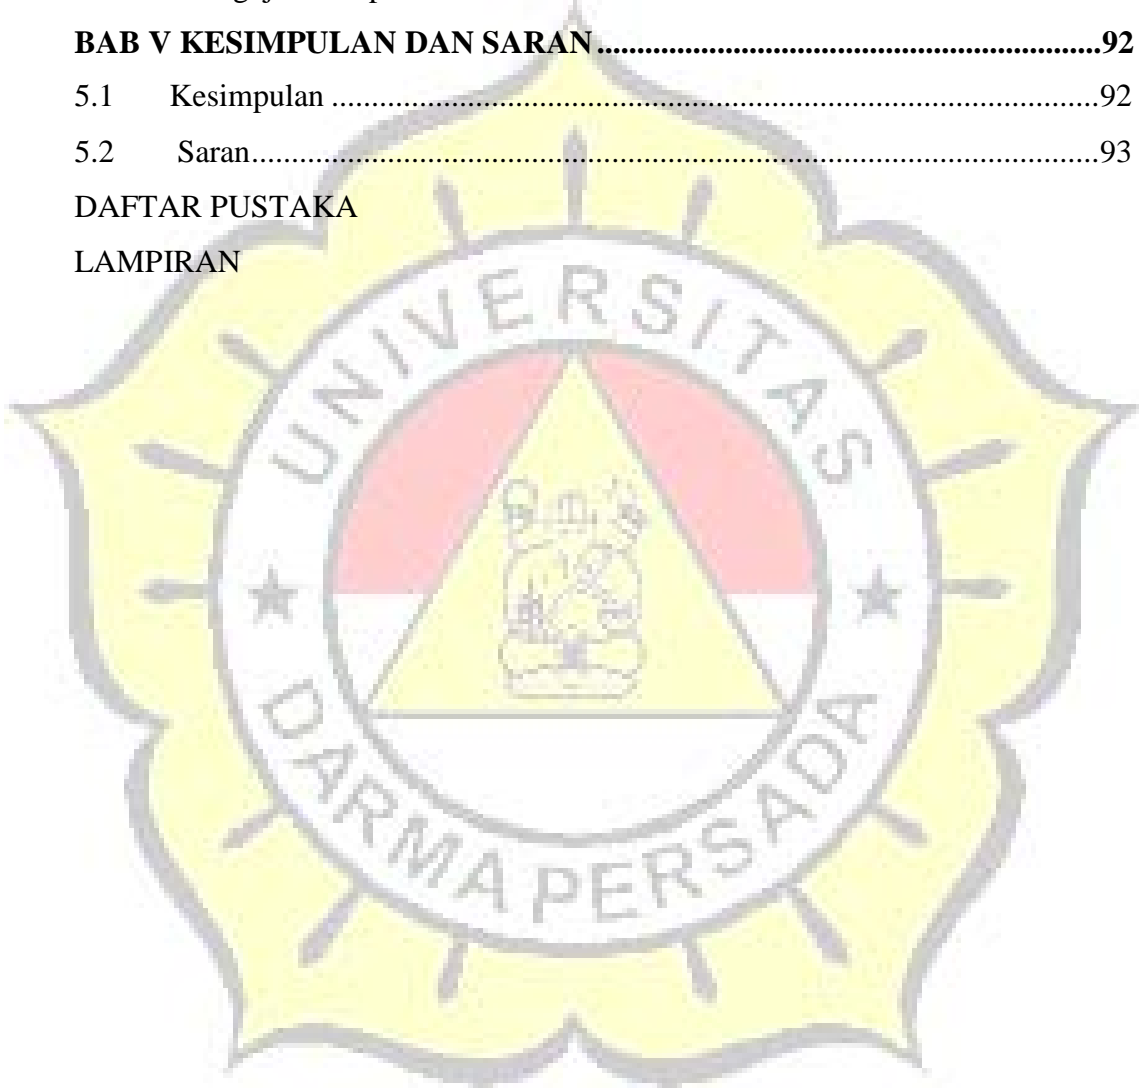 BAB V KESIMPULAN DAN SARAN................................................................92
5.1 Kesimpulan ................................................................................................92
5.2 Saran..........................................................................................................93
DAFTAR PUSTAKA
LAMPIRAN
UNIVERSITAS
DARMA PERSADA